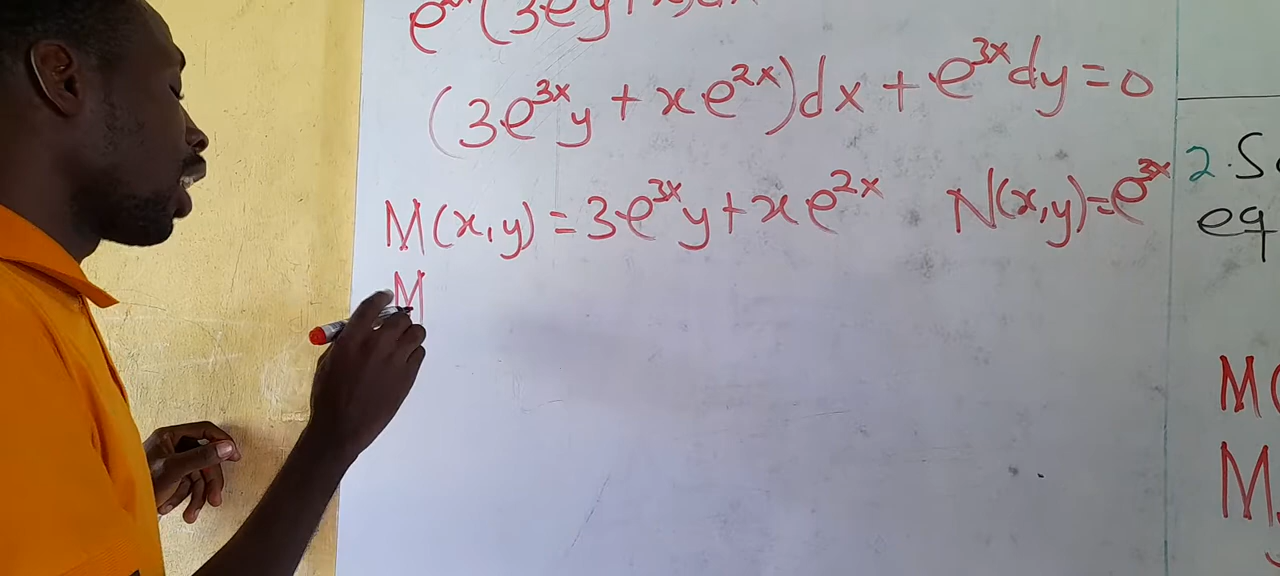 (3e^{3x}y + xe^{2x})dx + e^{3x}dy = 0
M(x,y) = 3e^{3x}y + xe^{2x} N(x,y) = e^{3x}
M
2.
eq
M(
M